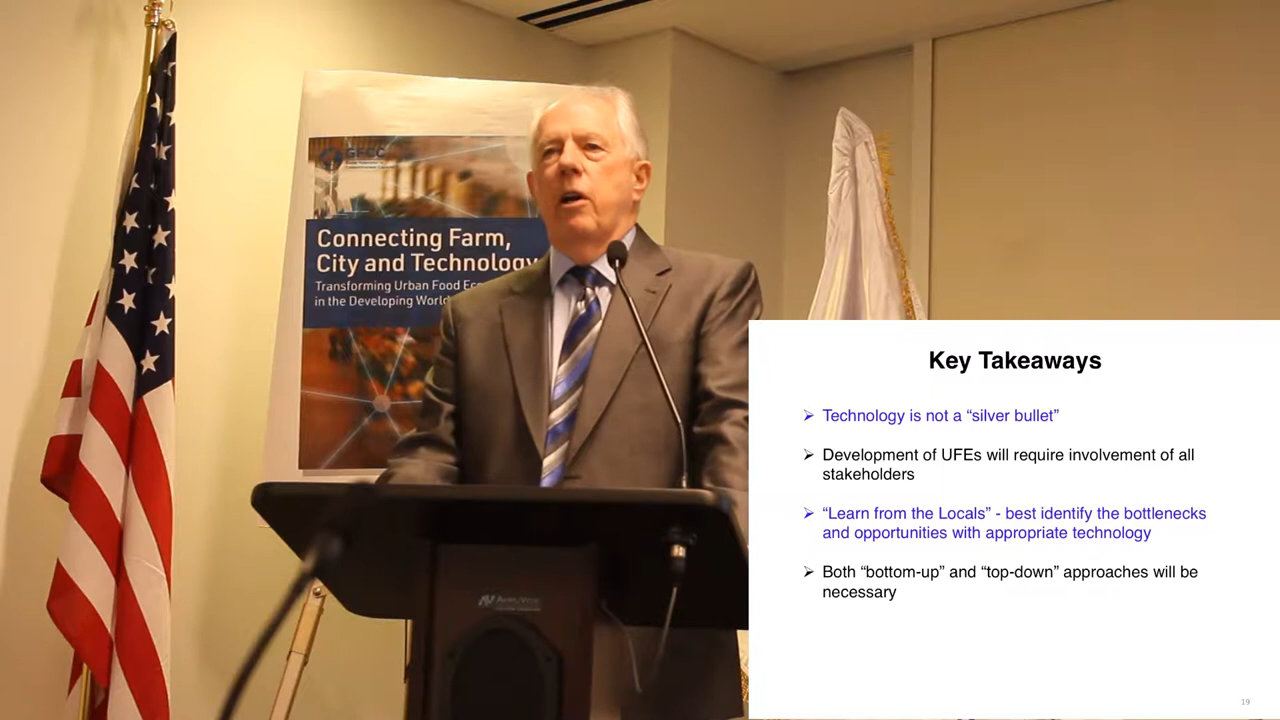 GFCC
Connecting Farm,
City and Technology
Transforming Urban Food
in the Developing World
Key Takeaways
➢ Technology is not a “silver bullet”
➢ Development of UFEs will require involvement of all
stakeholders
➢ “Learn from the Locals” - best identify the bottlenecks
and opportunities with appropriate technology
➢ Both “bottom-up” and “top-down” approaches will be
necessary
19